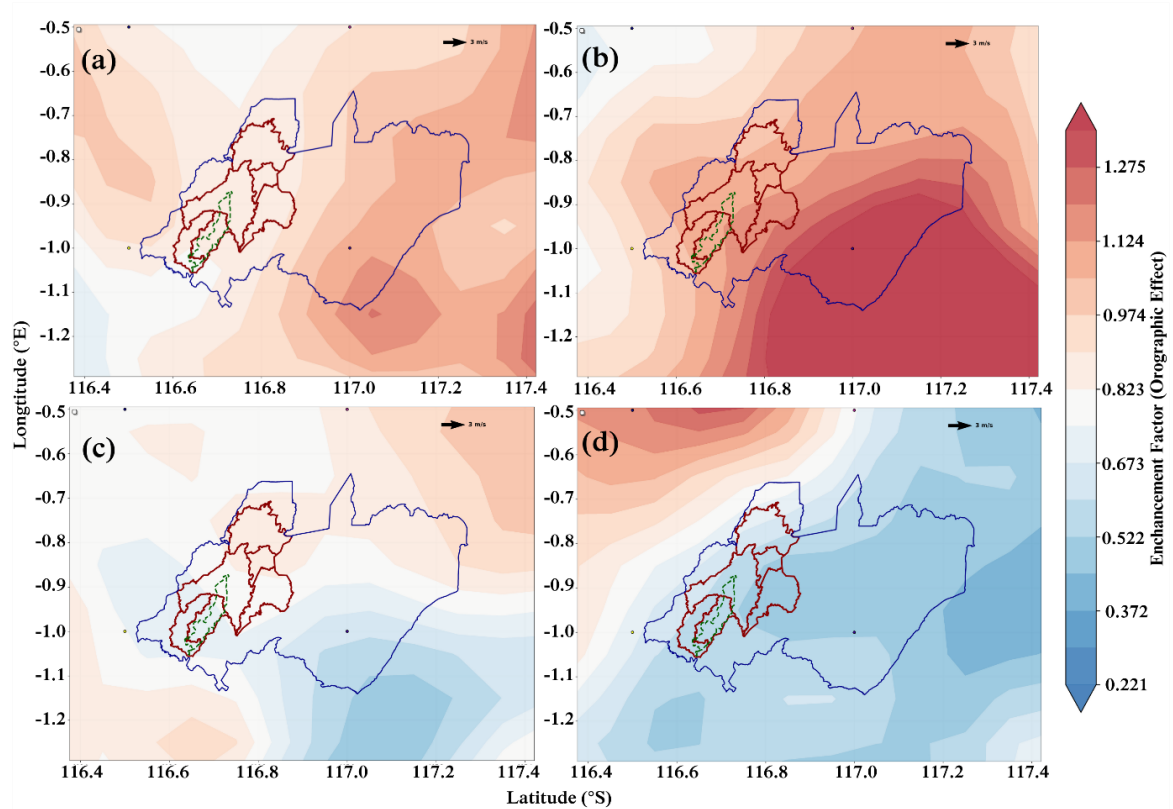 (a)
3 m/s
-0.5
-0.6
-0.7
-0.8
-0.9
-1.0
-1.1
-1.2
116.4 116.6 116.8 117.0 117.2 117.4
(b)
3 m/s
-0.5
-0.6
-0.7
-0.8
-0.9
-1.0
-1.1
-1.2
116.4 116.6 116.8 117.0 117.2 117.4
(c)
3 m/s
-0.5
-0.6
-0.7
-0.8
-0.9
-1.0
-1.1
-1.2
116.4 116.6 116.8 117.0 117.2 117.4
(d)
3 m/s
-0.5
-0.6
-0.7
-0.8
-0.9
-1.0
-1.1
-1.2
116.4 116.6 116.8 117.0 117.2 117.4
Longtitude (°E)
Latitude (°S)
1.275
1.124
0.974
0.823
0.673
0.522
0.372
0.221
Enchancement Factor (Orographic Effect)